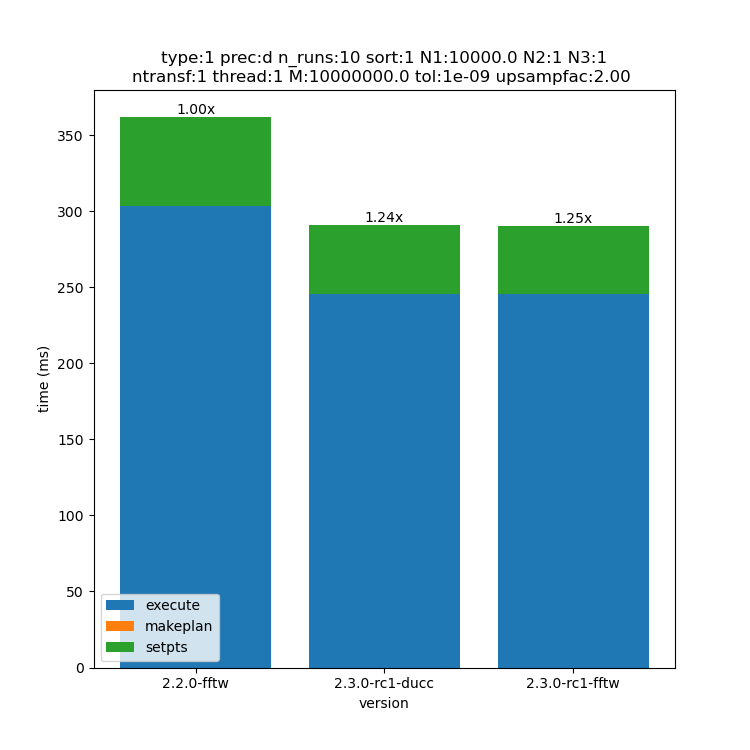 type:1 prec:d n_runs:10 sort:1 N1:10000.0 N2:1 N3:1
ntransf:1 thread:1 M:10000000.0 tol:1e-09 upsampfac:2.00
1.00x
1.24x
1.25x
350
300
250
200
150
100
50
0
time (ms)
execute
makeplan
setpts
2.2.0-fftw
2.3.0-rc1-ducc
2.3.0-rc1-fftw
version